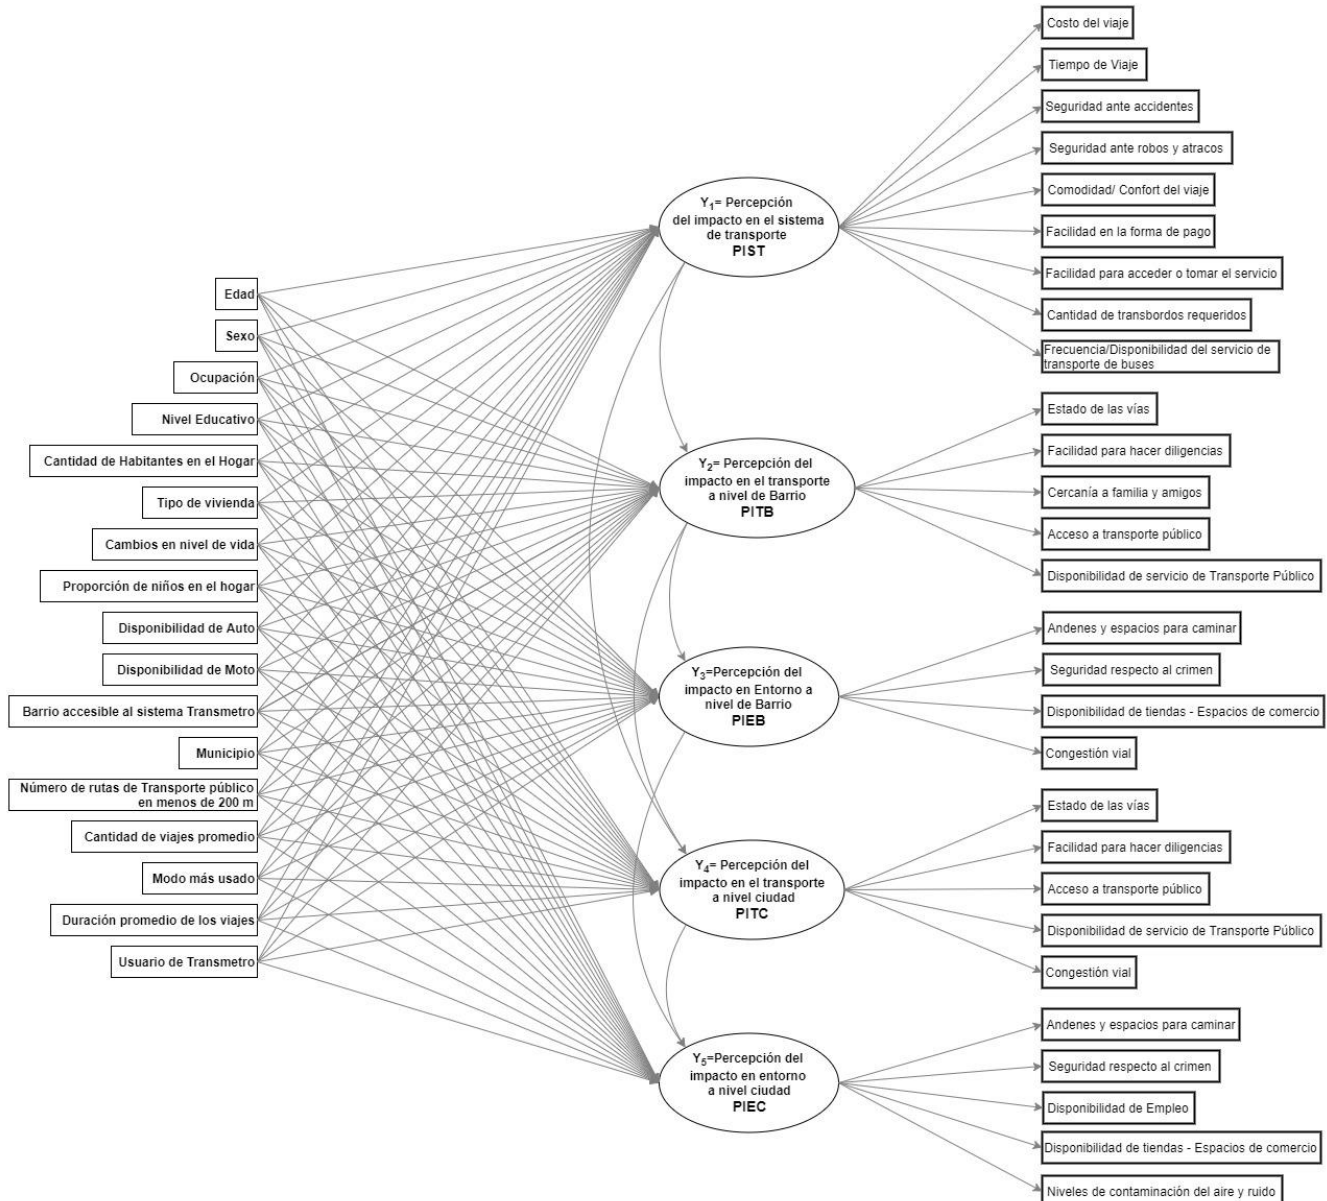 Edad
Sexo
Ocupación
Nivel Educativo
Cantidad de Habitantes en el Hogar
Tipo de vivienda
Cambios en nivel de vida
Proporción de niños en el hogar
Disponibilidad de Auto
Disponibilidad de Moto
Barrio accesible al sistema Transmetro
Municipio
Número de rutas de Transporte público
en menos de 200 m
Cantidad de viajes promedio
Modo más usado
Duración promedio de los viajes
Usuario de Transmetro
Y₁= Percepción
del impacto en el sistema
de transporte
PIST
Y₂= Percepción del
impacto en el transporte
a nivel de Barrio
PITB
Y₃=Percepción del
impacto en Entorno a
nivel de Barrio
PIEB
Y₄= Percepción del
impacto en el transporte
a nivel ciudad
PITC
Y₅=Percepción del
impacto en entorno
a nivel ciudad
PIEC
Costo del viaje
Tiempo de Viaje
Seguridad ante accidentes
Seguridad ante robos y atracos
Comodidad/ Confort del viaje
Facilidad en la forma de pago
Facilidad para acceder o tomar el servicio
Cantidad de transbordos requeridos
Frecuencia/Disponibilidad del servicio de
transporte de buses
Estado de las vías
Facilidad para hacer diligencias
Cercanía a familia y amigos
Acceso a transporte público
Disponibilidad de servicio de Transporte Público
Andenes y espacios para caminar
Seguridad respecto al crimen
Disponibilidad de tiendas - Espacios de comercio
Congestión vial
Estado de las vías
Facilidad para hacer diligencias
Acceso a transporte público
Disponibilidad de servicio de Transporte Público
Congestión vial
Andenes y espacios para caminar
Seguridad respecto al crimen
Disponibilidad de Empleo
Disponibilidad de tiendas - Espacios de comercio
Niveles de contaminación del aire y ruido